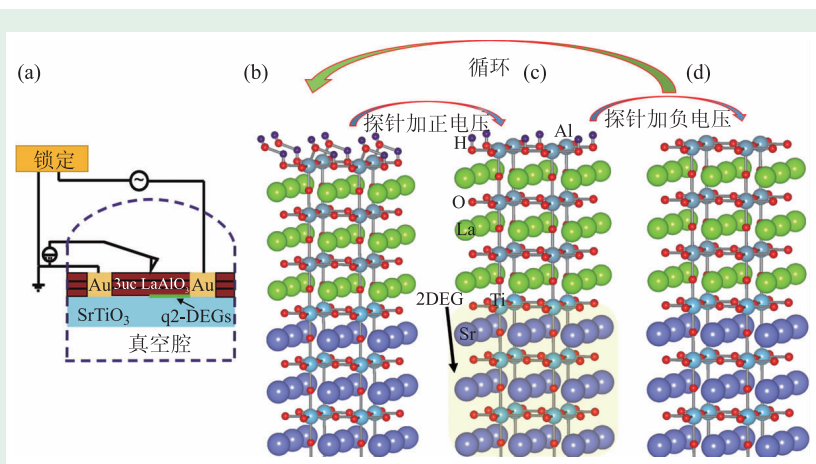 (a)
(b)
循环
(c)
(d)
探针加正电压
探针加负电压
锁定
H
Al
O
La
Au
3uc LaAlO3
Au
2DEG
Ti
SrTiO3
q2-DEGs
Sr
真空腔